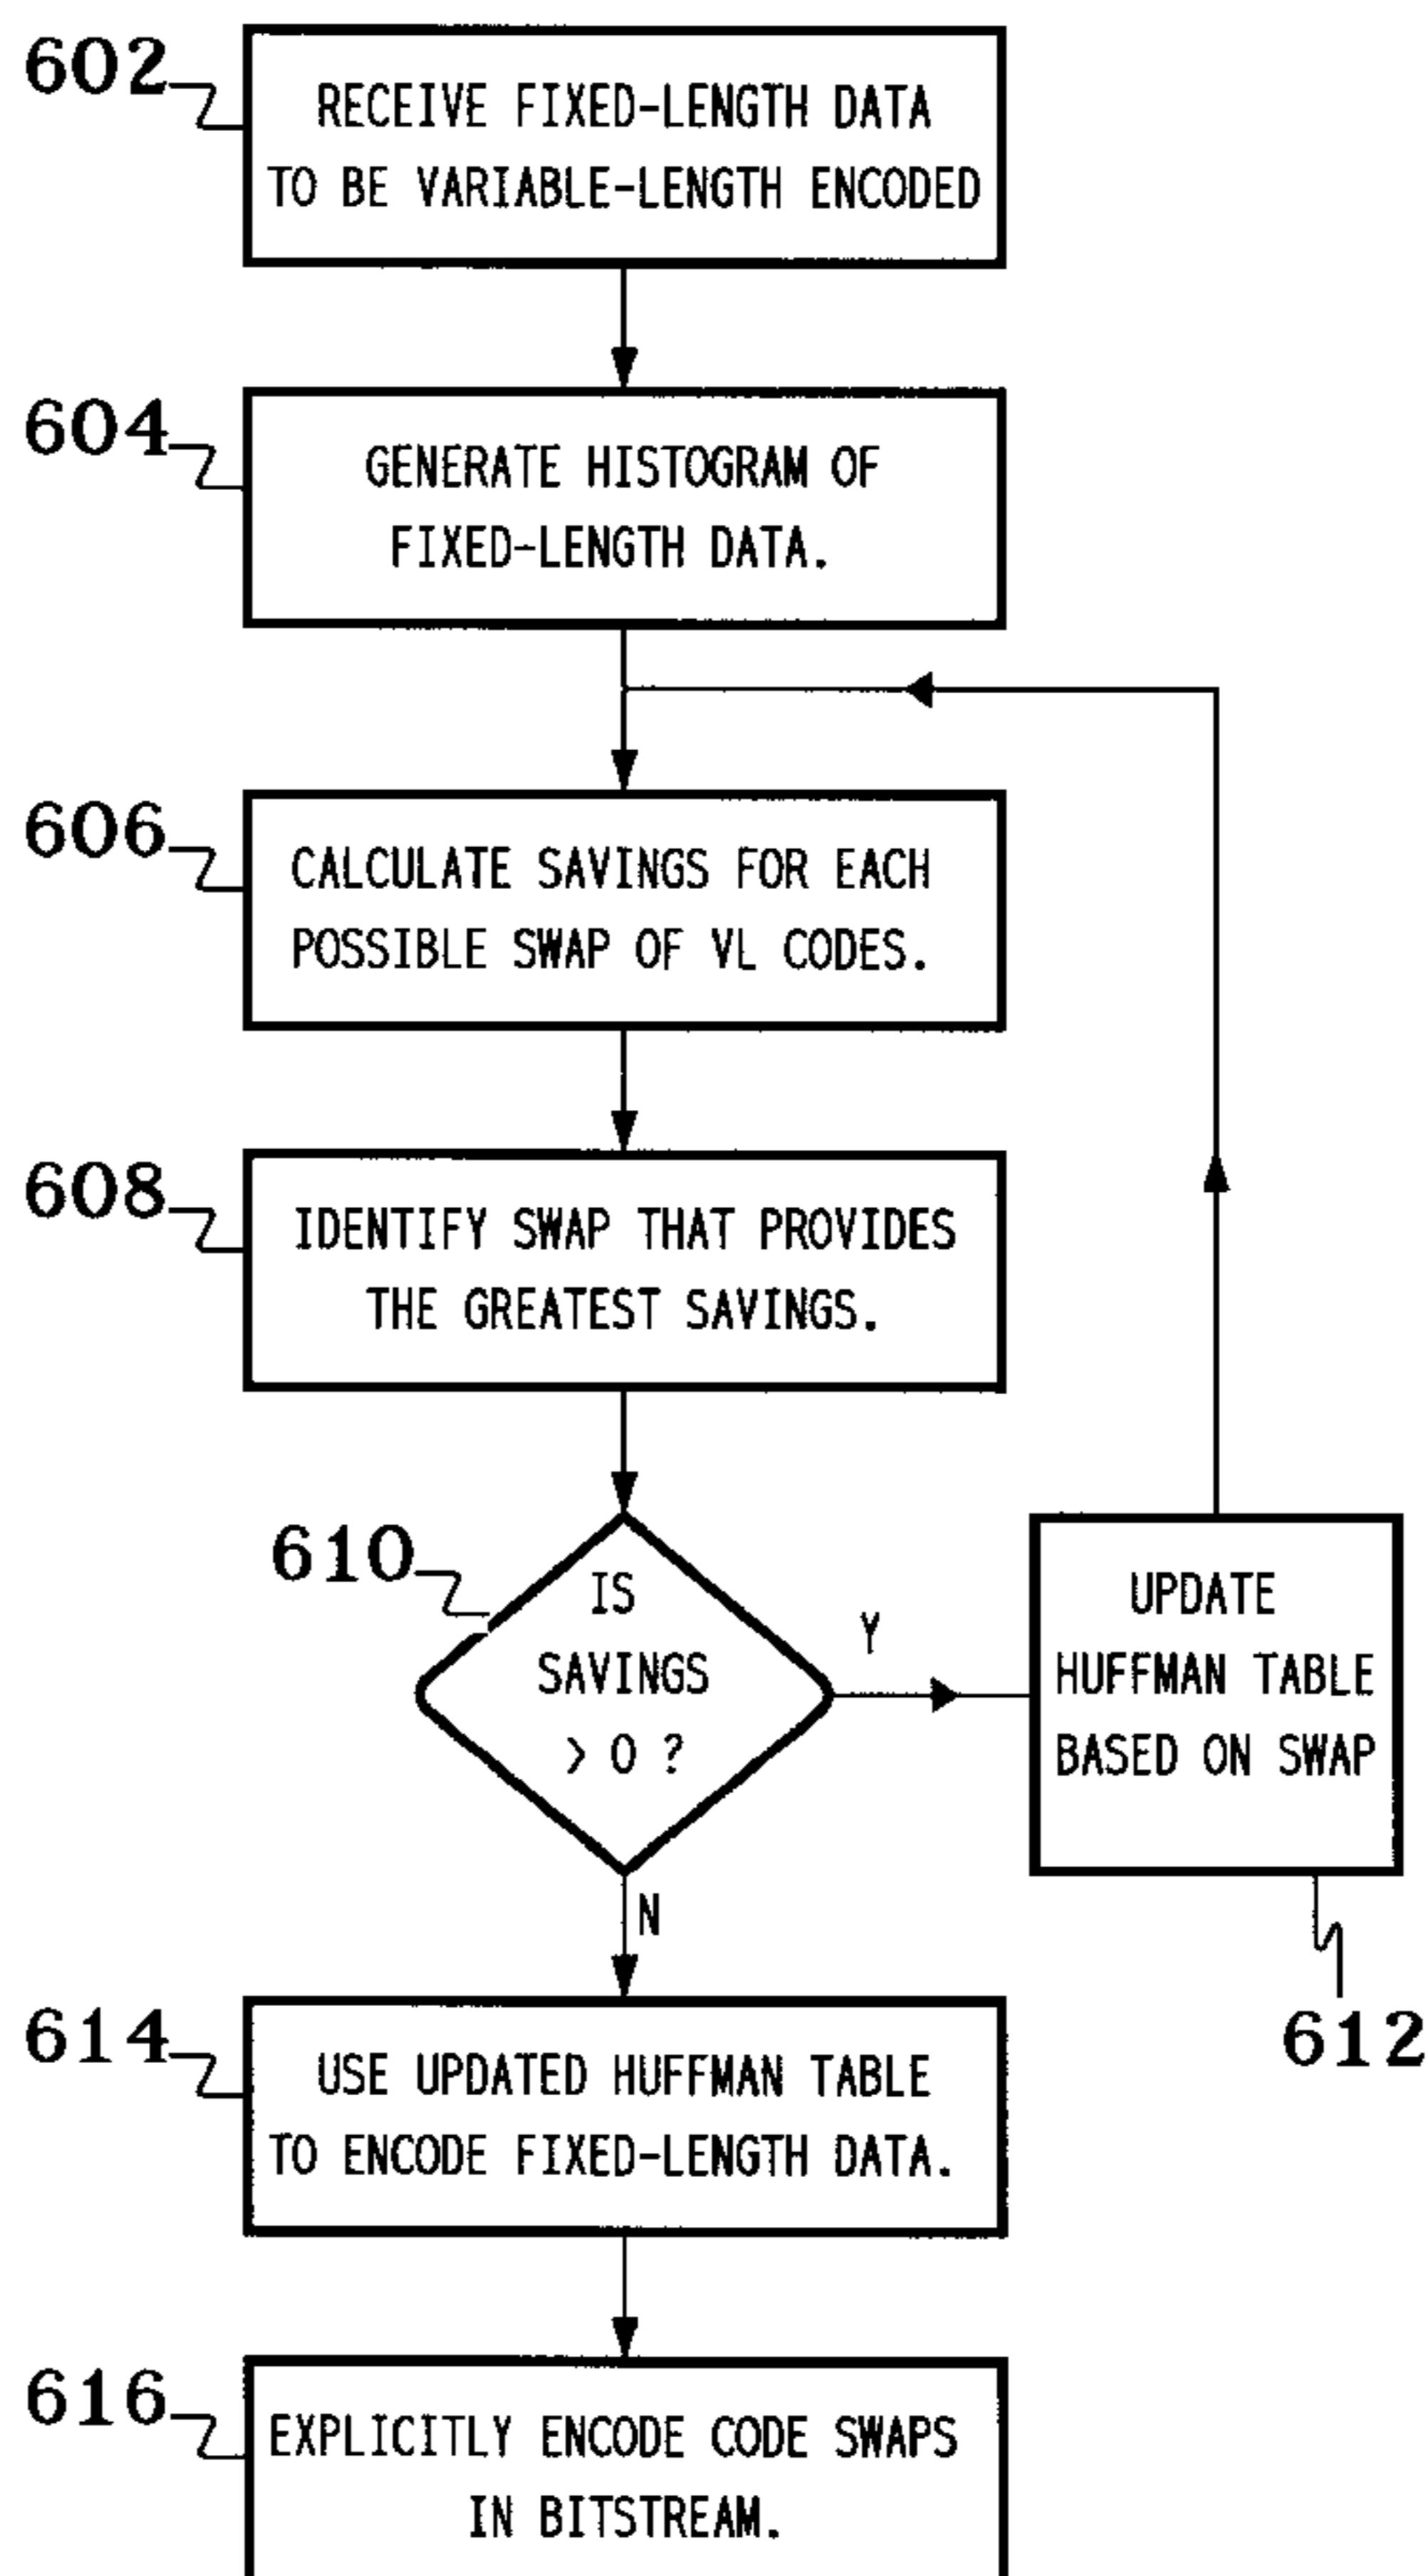 602
RECEIVE FIXED-LENGTH DATA
TO BE VARIABLE-LENGTH ENCODED
604
GENERATE HISTOGRAM OF
FIXED-LENGTH DATA.
606
CALCULATE SAVINGS FOR EACH
POSSIBLE SWAP OF VL CODES.
608
IDENTIFY SWAP THAT PROVIDES
THE GREATEST SAVINGS.
610
IS
SAVINGS
> 0 ?
Y
UPDATE
HUFFMAN TABLE
BASED ON SWAP
612
N
614
USE UPDATED HUFFMAN TABLE
TO ENCODE FIXED-LENGTH DATA.
616
EXPLICITLY ENCODE CODE SWAPS
IN BITSTREAM.